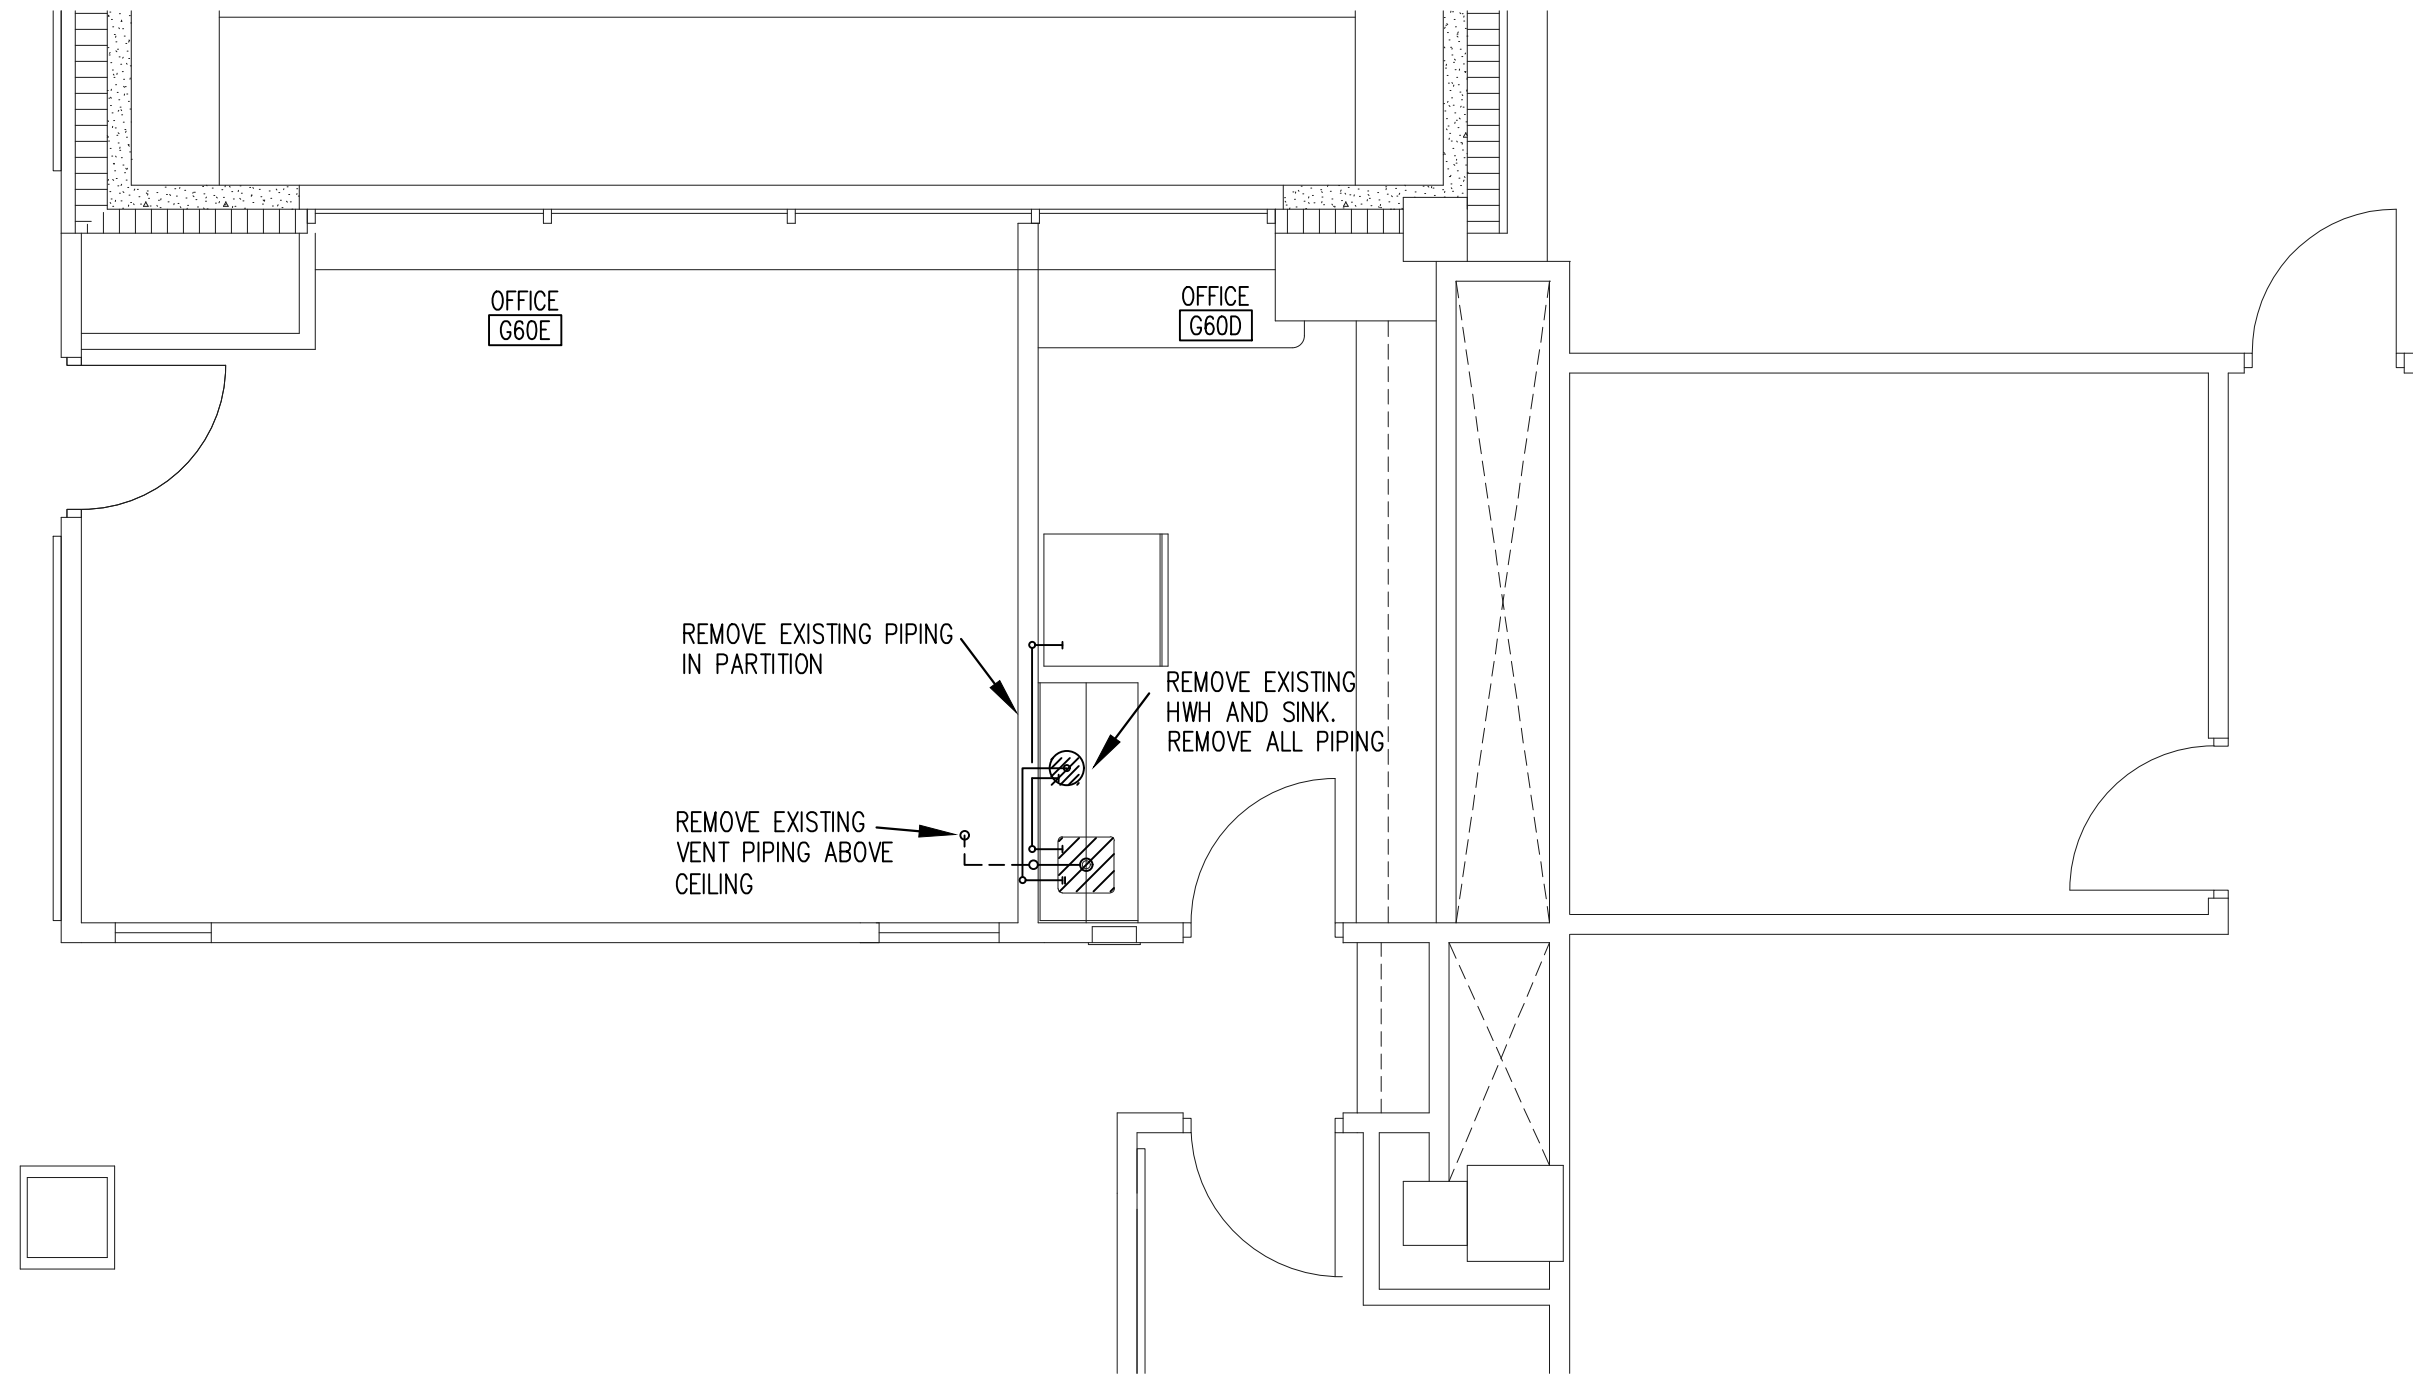 OFFICE
G60E
OFFICE
G60D
REMOVE EXISTING PIPING
IN PARTITION
REMOVE EXISTING
HWH AND SINK.
REMOVE ALL PIPING
REMOVE EXISTING
VENT PIPING ABOVE
CEILING